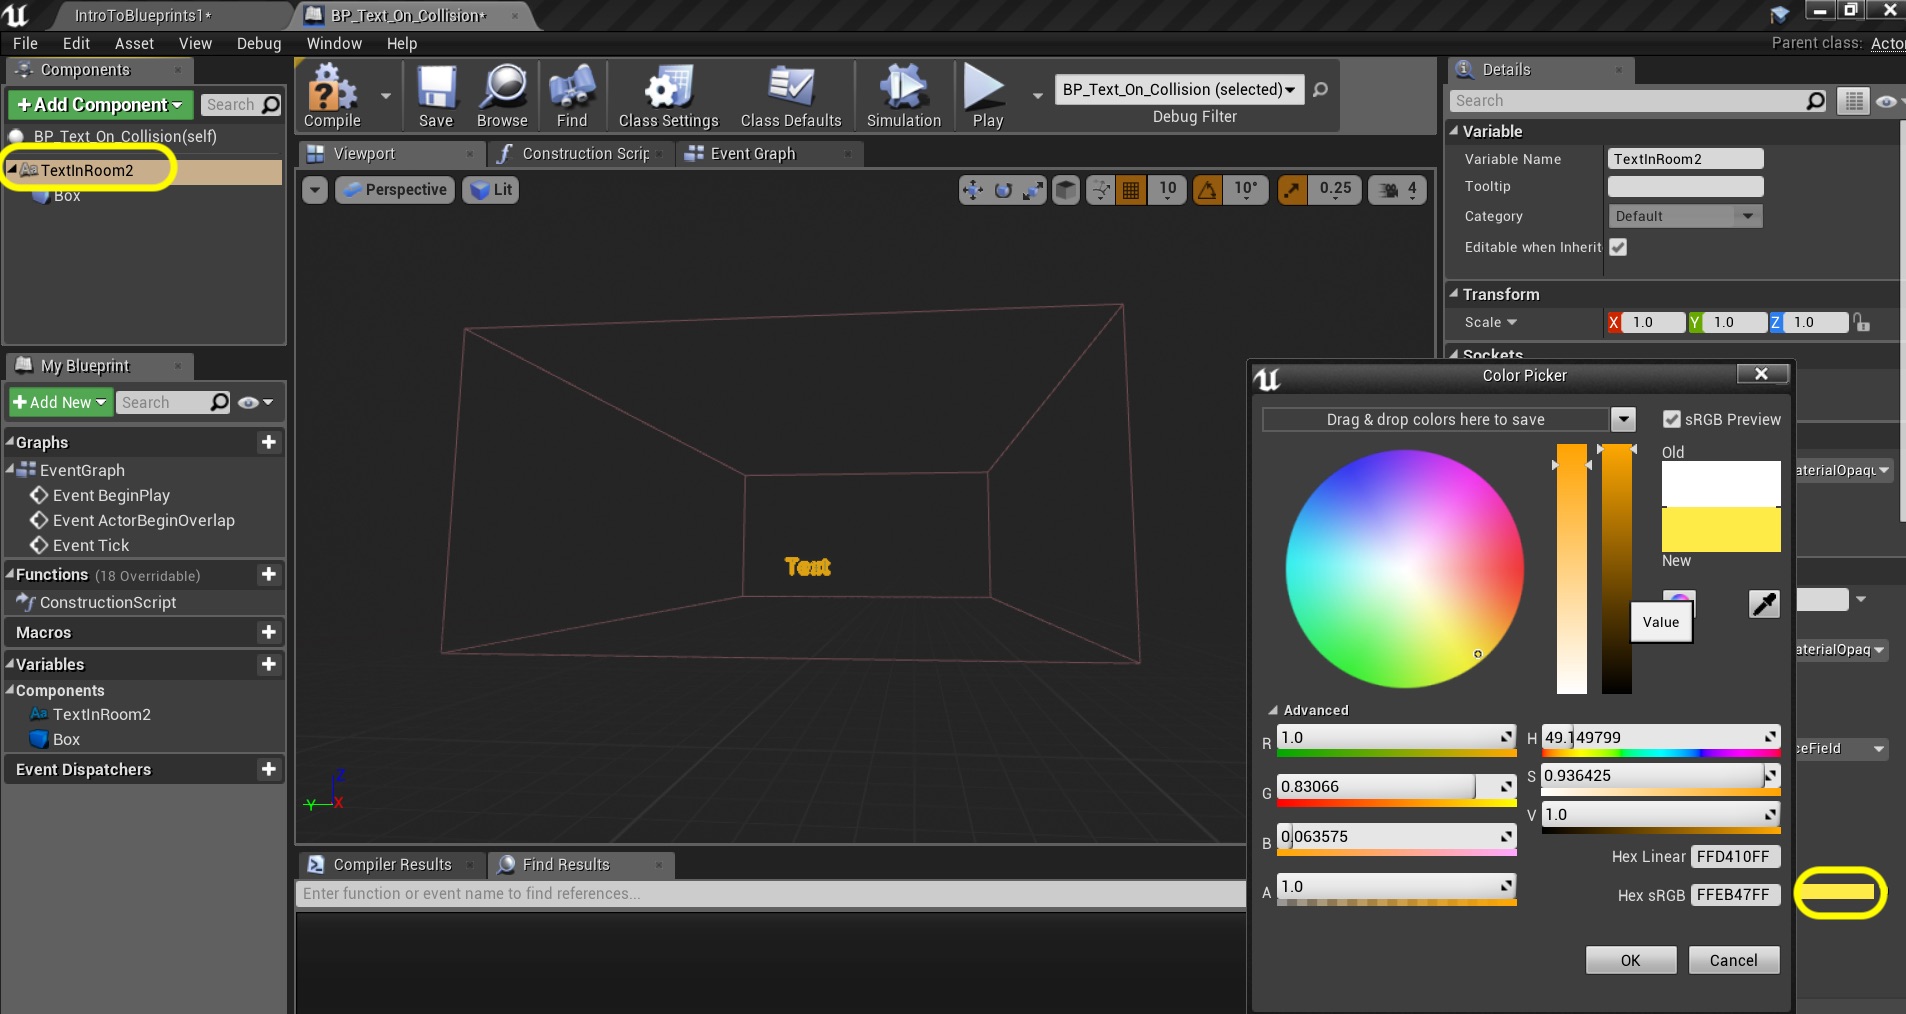 IntroToBlueprints1*
BP_Text_On_Collision*
File Edit Asset View Debug Window Help
Parent class: Acto
Components
+Add Component
Search
BP_Text_On_Collision(self)
TextInRoom2
Box
Compile
Save
Browse
Find
Class Settings
Class Defaults
Simulation
Play
BP_Text_On_Collision (selected)
Debug Filter
Viewport
Construction Scrip
Event Graph
Perspective
Lit
10
10°
0.25
4
Text
Z
Y
X
My Blueprint
+Add New
Search
Graphs
EventGraph
Event BeginPlay
Event ActorBeginOverlap
Event Tick
Functions (18 Overridable)
ConstructionScript
Macros
Variables
Components
TextInRoom2
Box
Event Dispatchers
Compiler Results
Find Results
Enter function or event name to find references...
Details
Search
Variable
Variable Name TextInRoom2
Tooltip
Category Default
Editable when Inherit
Transform
Scale X 1.0 Y 1.0 Z 1.0
Sockets
aterialOpaqu
aterialOpaq
ceField
Color Picker
Drag & drop colors here to save
sRGB Preview
Old
New
Value
Advanced
R 1.0
G 0.83066
B 0.063575
A 1.0
H 49.149799
S 0.936425
V 1.0
Hex Linear FFD410FF
Hex sRGB FFEB47FF
OK
Cancel